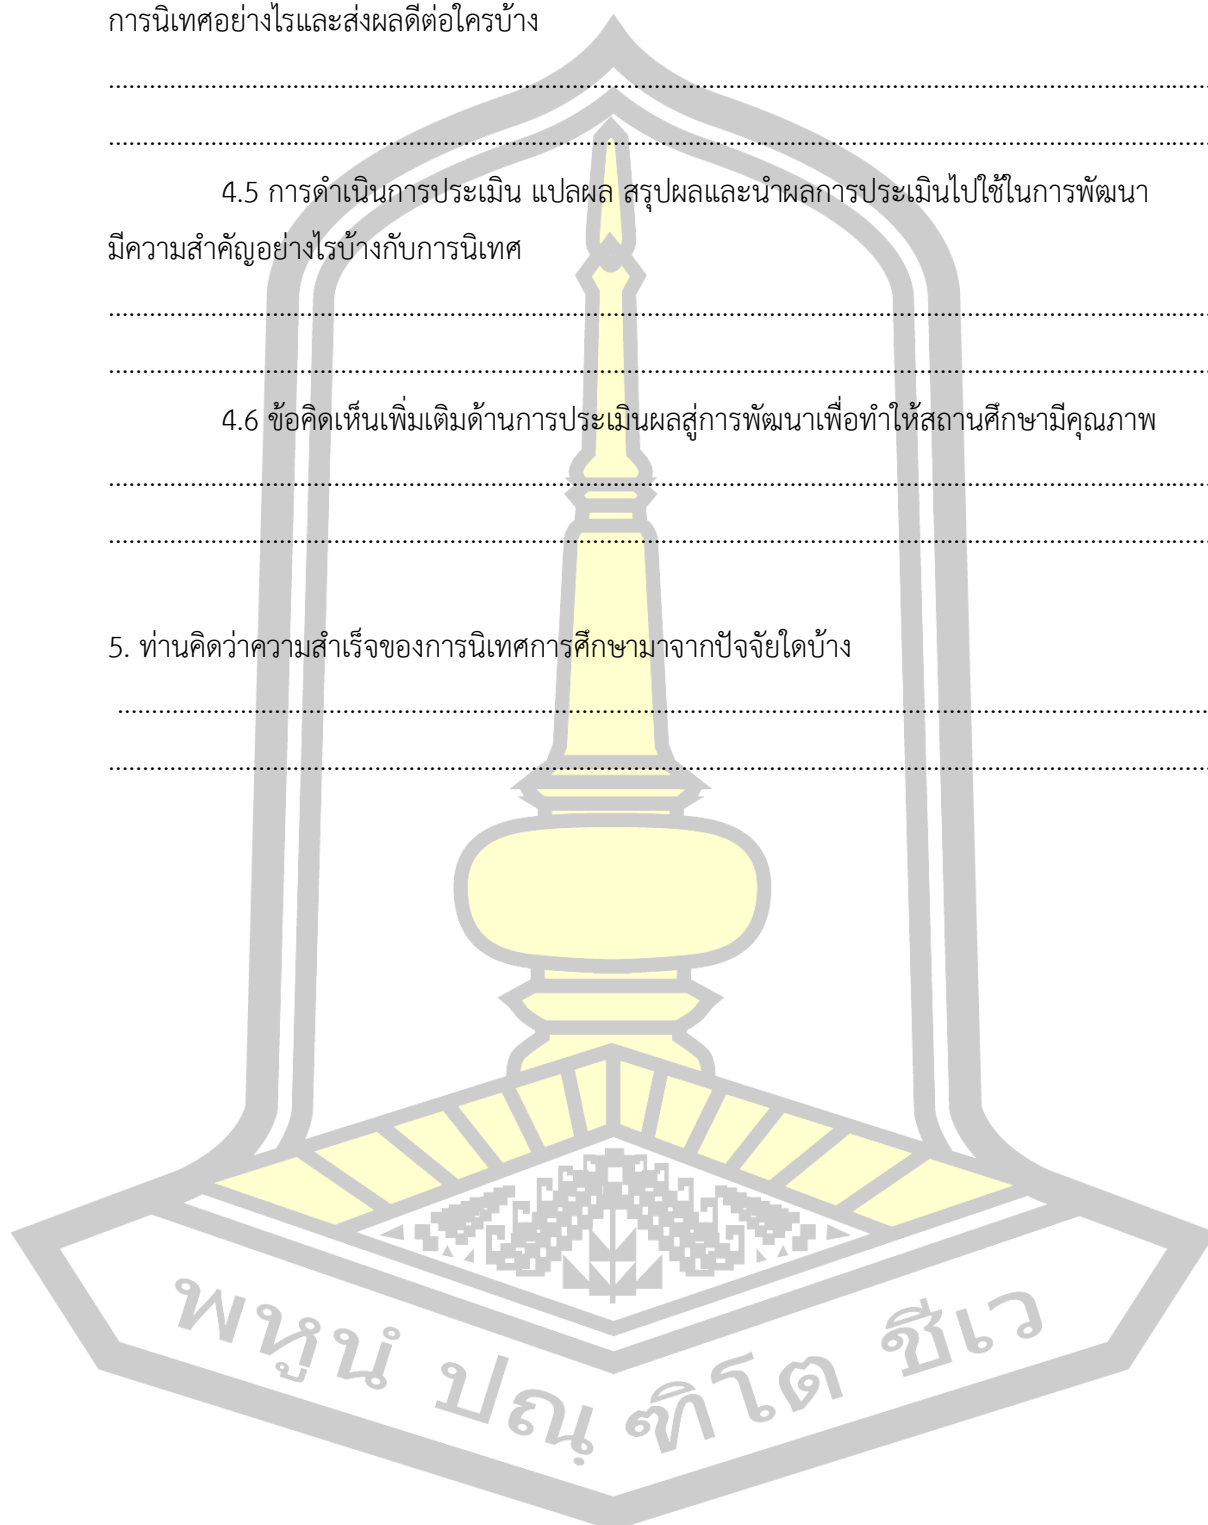 การนิเทศอย่างไรและส่งผลดีต่อใครบ้าง
................................................................................
................................................................................
4.5 การดำเนินการประเมิน แปลผล สรุปผลและนำผลการประเมินไปใช้ในการพัฒนา
มีความสำคัญอย่างไรบ้างกับการนิเทศ
................................................................................
................................................................................
4.6 ข้อคิดเห็นเพิ่มเติมด้านการประเมินผลสู่การพัฒนาเพื่อทำให้สถานศึกษามีคุณภาพ
................................................................................
................................................................................
5. ท่านคิดว่าความสำเร็จของการนิเทศการศึกษามาจากปัจจัยใดบ้าง
................................................................................
................................................................................
พหูนํ ปณฺฑิโต ชีเว